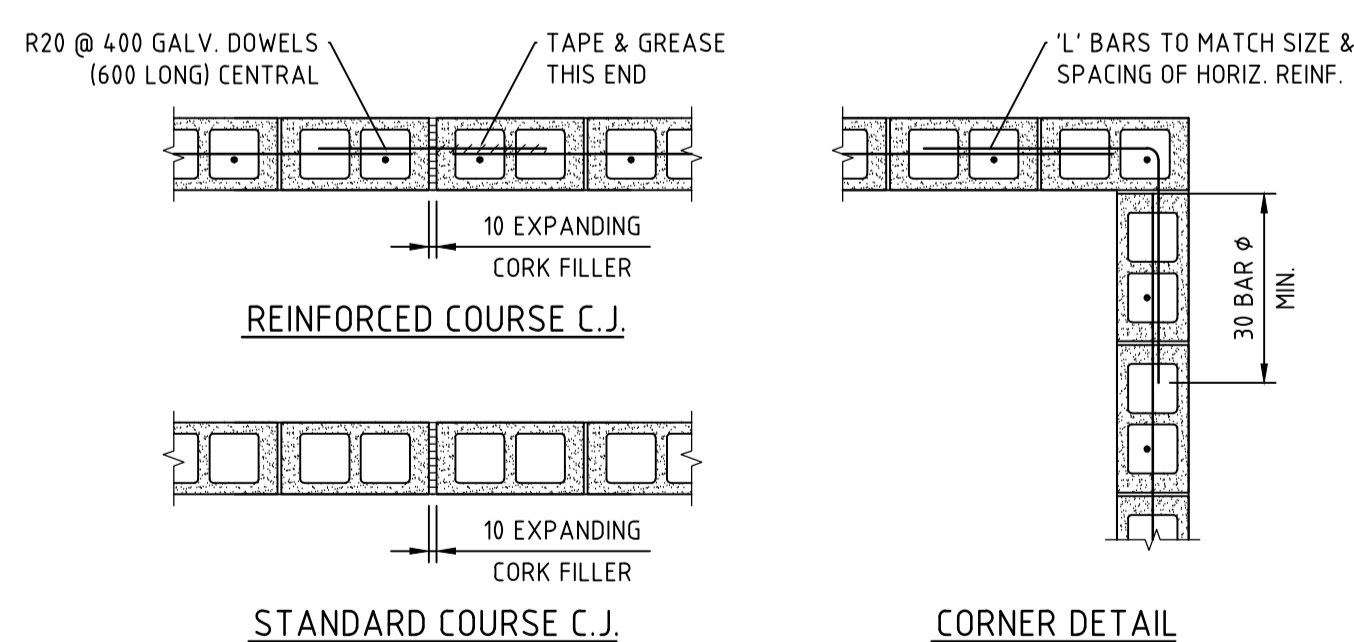 R20 @ 400 GALV. DOWELS
(600 LONG) CENTRAL
TAPE & GREASE
THIS END
10 EXPANDING
CORK FILLER
REINFORCED COURSE C.J.
10 EXPANDING
CORK FILLER
STANDARD COURSE C.J.
'L' BARS TO MATCH SIZE &
SPACING OF HORIZ. REINF.
30 BAR ϕ
MIN.
CORNER DETAIL